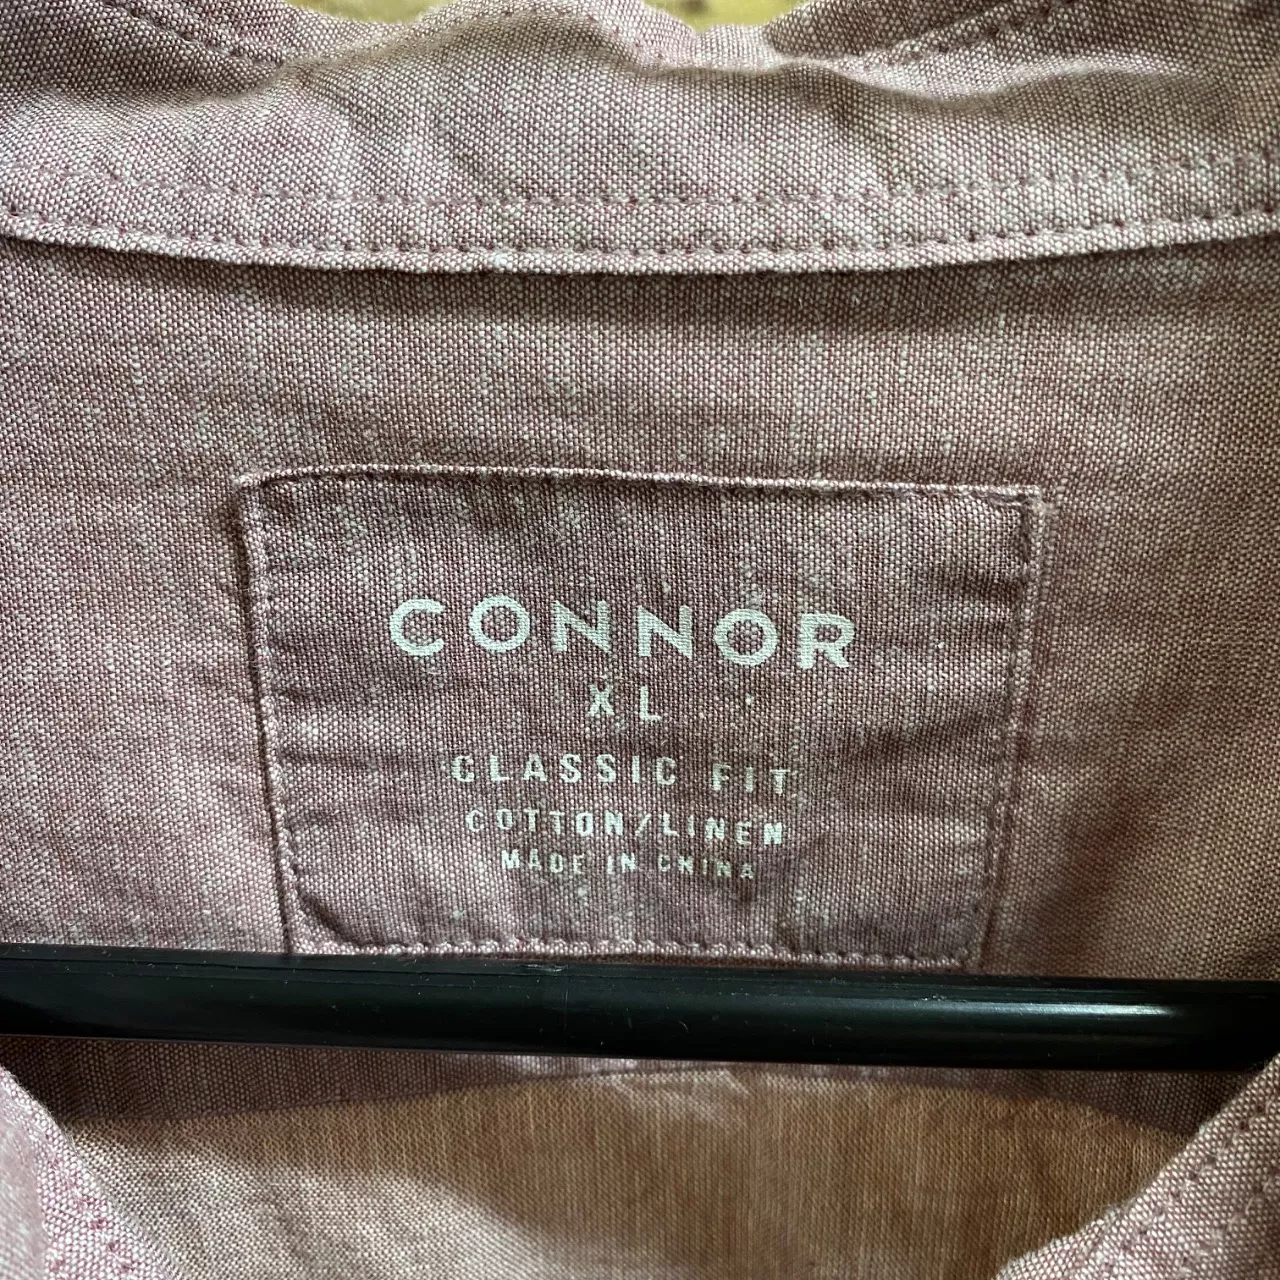 CONNOR
XL
CLASSIC FIT
COTTON/LINEN
MADE IN CHINA